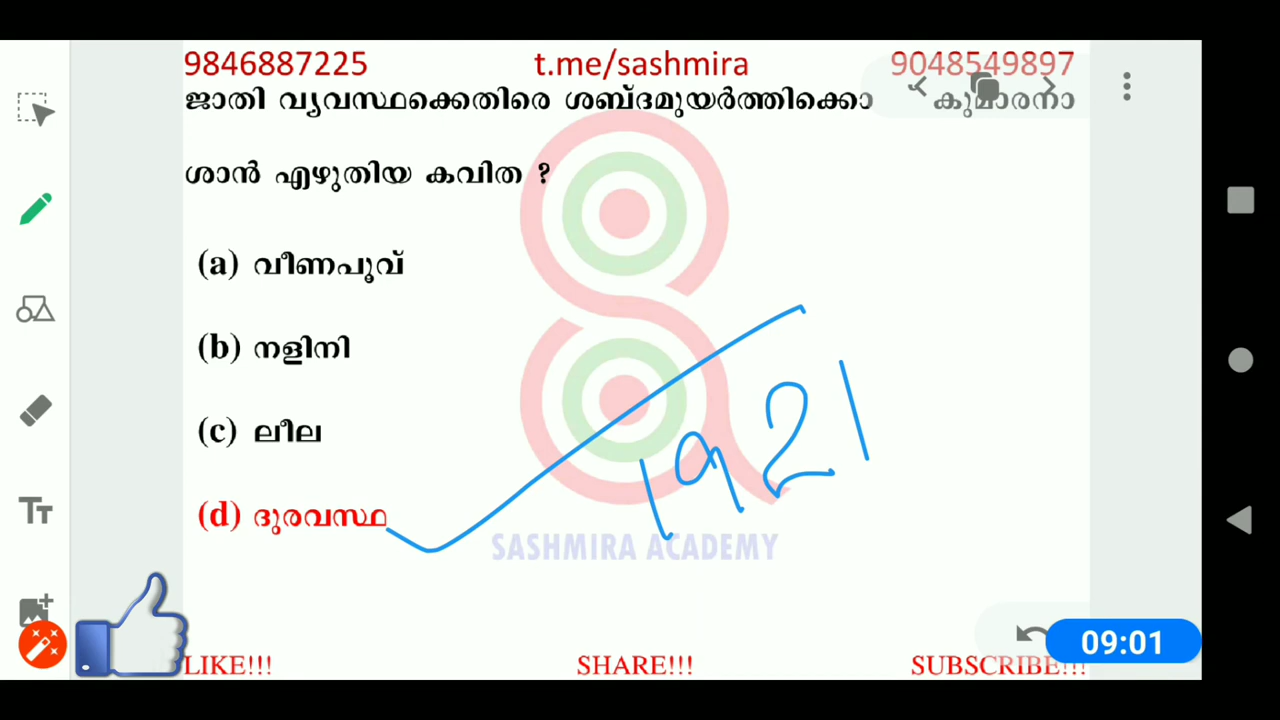 9846887225 t.me/sashmira 9048549897
ജാതി വ്യവസ്ഥക്കെതിരെ ശബ്ദമുയർത്തിക്കൊ കുമാരനാ
ശാൻ എഴുതിയ കവിത ?
(a) വീണപൂവ്
(b) നളിനി
(c) ലീല
(d) ദുരവസ്ഥ
1921
SASHMIRA ACADEMY
Tт
09:01
LIKE!!! SHARE!!! SUBSCRIBE!!!